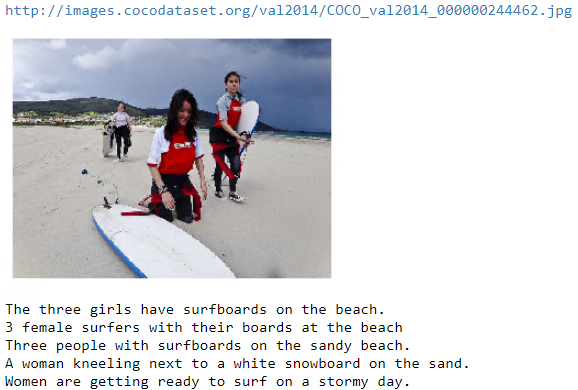 http://images.cocodataset.org/val2014/COCO_val2014_000000244462.jpg
The three girls have surfboards on the beach.
3 female surfers with their boards at the beach
Three people with surfboards on the sandy beach.
A woman kneeling next to a white snowboard on the sand.
Women are getting ready to surf on a stormy day.